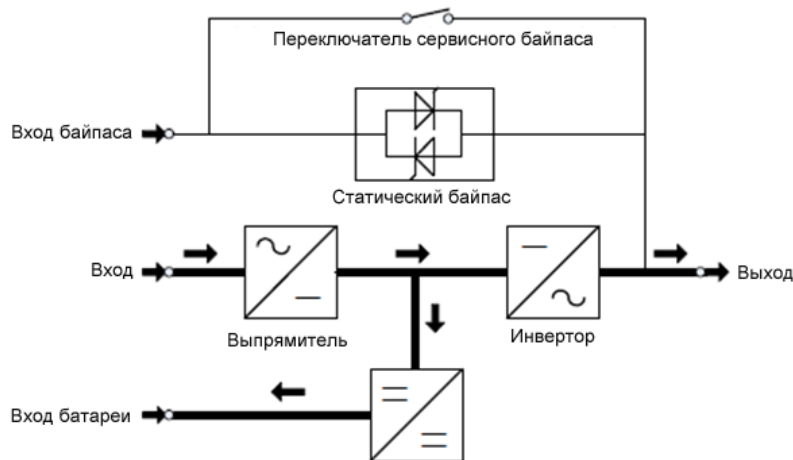 Переключатель сервисного байпаса
Вход байпаса
Статический байпас
Вход
Выход
Выпрямитель
Инвертор
Вход батареи